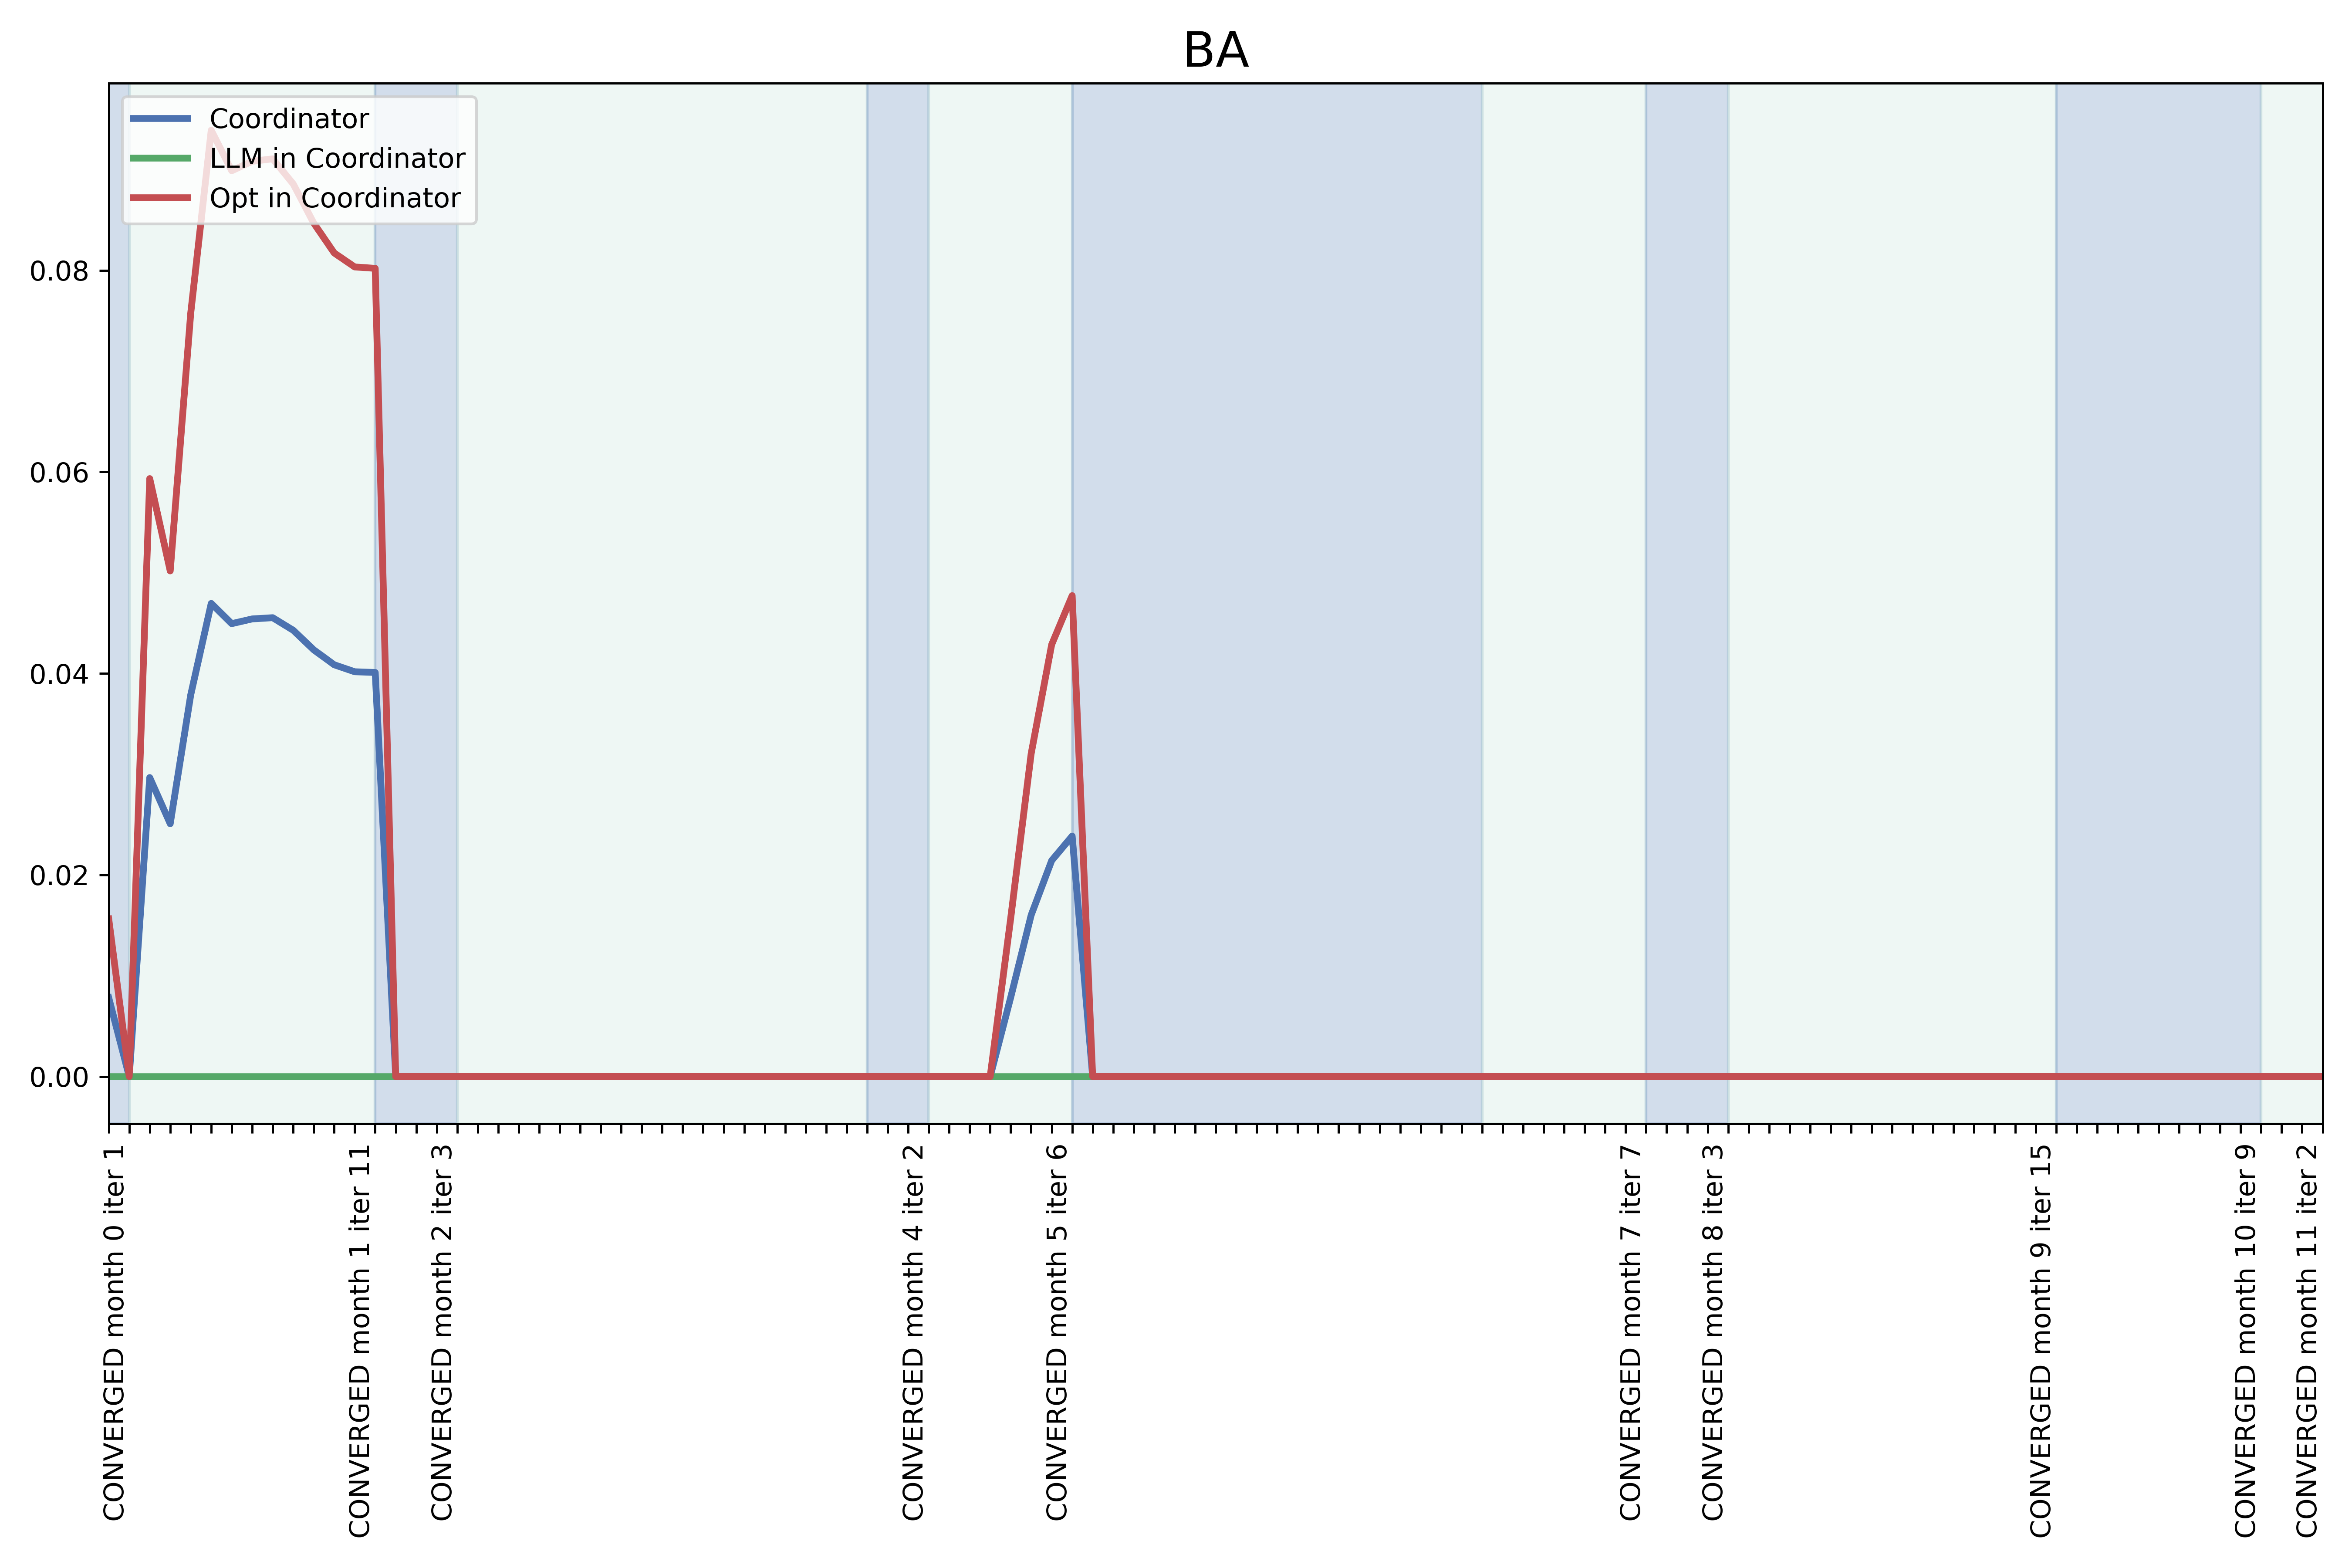 BA
Coordinator
LLM in Coordinator
Opt in Coordinator
0.08
0.06
0.04
0.02
0.00
CONVERGED month 0 iter 1
CONVERGED month 1 iter 11
CONVERGED month 2 iter 3
CONVERGED month 4 iter 2
CONVERGED month 5 iter 6
CONVERGED month 7 iter 7
CONVERGED month 8 iter 3
CONVERGED month 9 iter 15
CONVERGED month 10 iter 9
CONVERGED month 11 iter 2